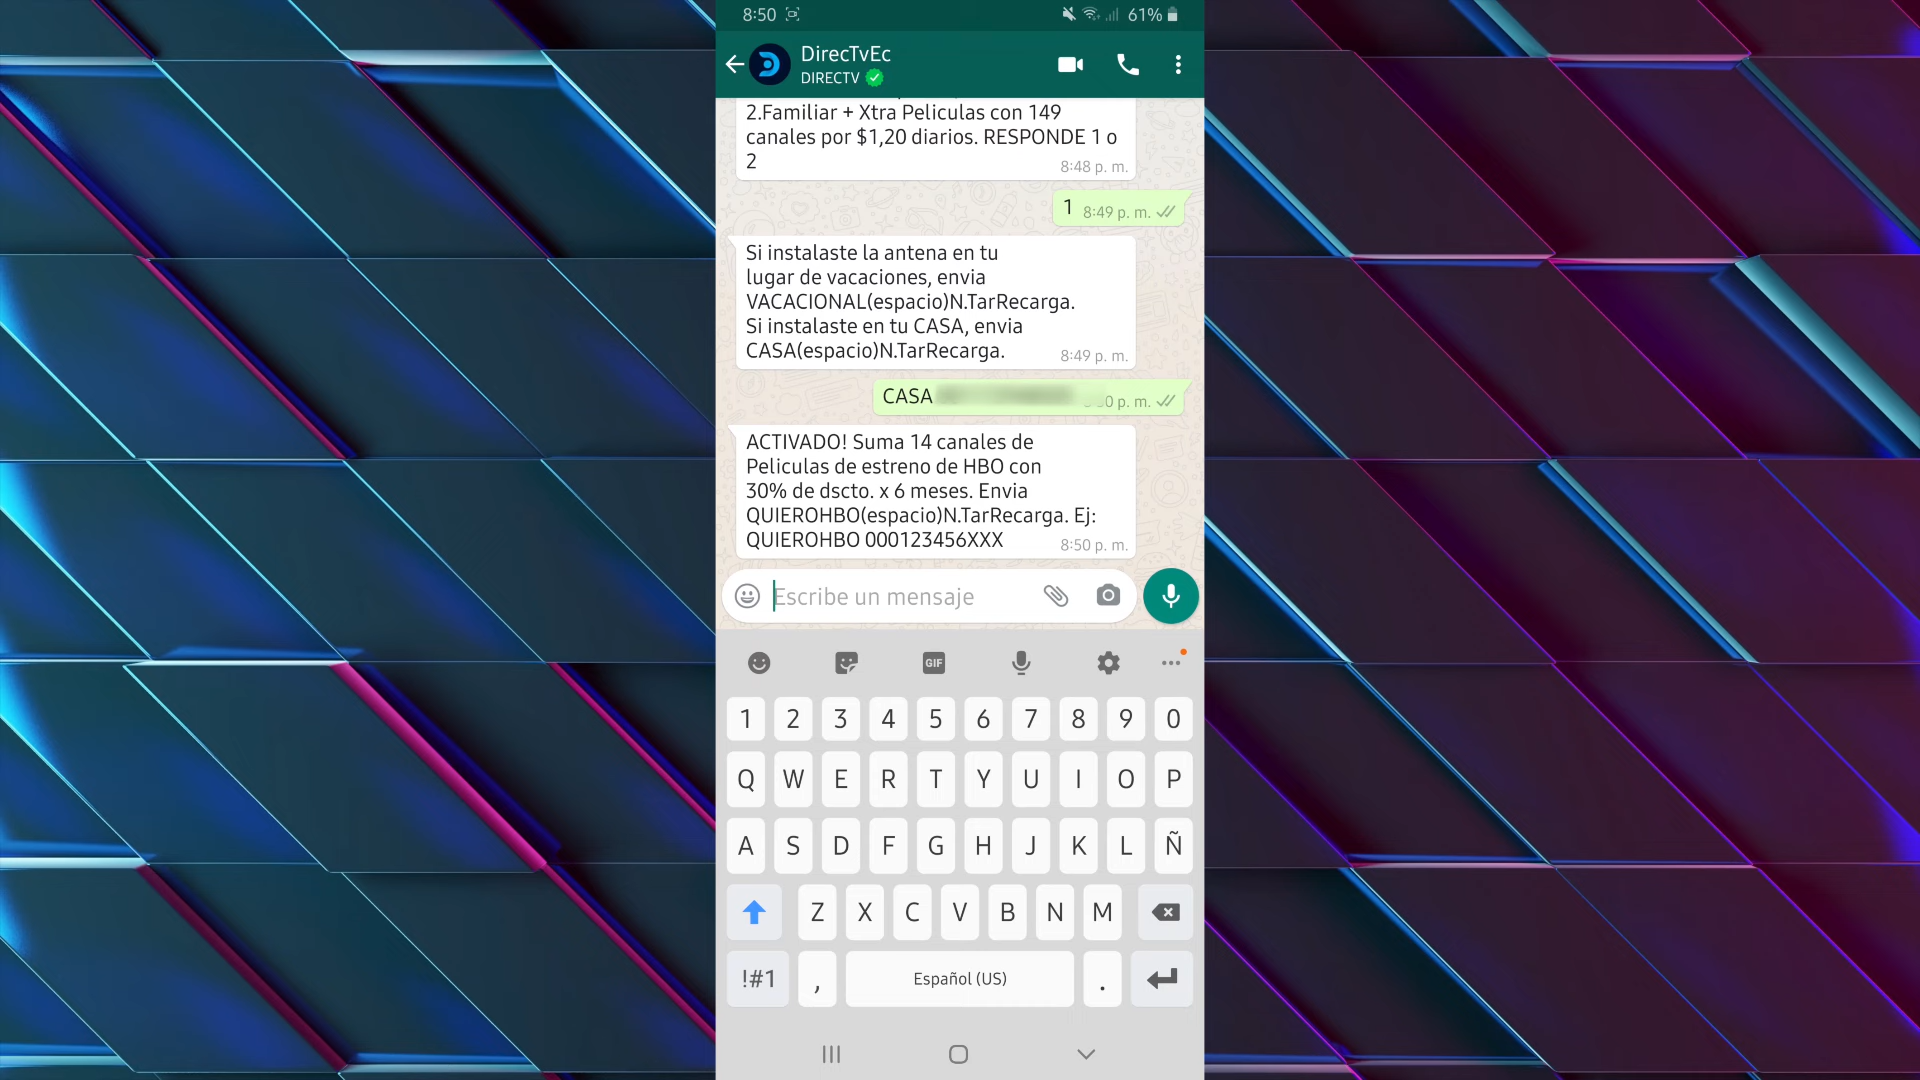 8:50 61%
DirecTvEc
DIRECTV
2.Familiar + Xtra Peliculas con 149
canales por $1,20 diarios. RESPONDE 1 o
2
8:48 p. m.
1 8:49 p. m.
Si instalaste la antena en tu
lugar de vacaciones, envia
VACACIONAL(espacio)N.TarRecarga.
Si instalaste en tu CASA, envia
CASA(espacio)N.TarRecarga.
8:49 p. m.
CASA p. m.
ACTIVADO! Suma 14 canales de
Peliculas de estreno de HBO con
30% de dscto. x 6 meses. Envia
QUIEROHBO(espacio)N.TarRecarga. Ej:
QUIEROHBO 000123456XXX
8:50 p. m.
Escribe un mensaje
GIF
1 2 3 4 5 6 7 8 9 0
Q W E R T Y U I O P
A S D F G H J K L Ñ
Z X C V B N M
!#1 , Español (US) .